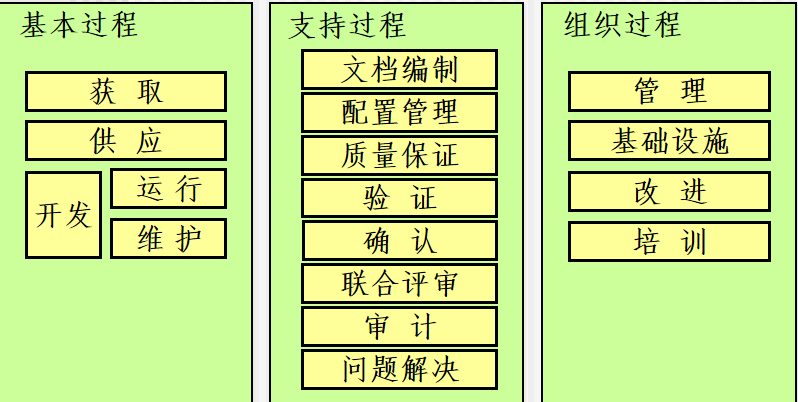 基本过程
获取
供应
开发
运行
维护
支持过程
文档编制
配置管理
质量保证
验证
确认
联合评审
审计
问题解决
组织过程
管理
基础设施
改进
培训